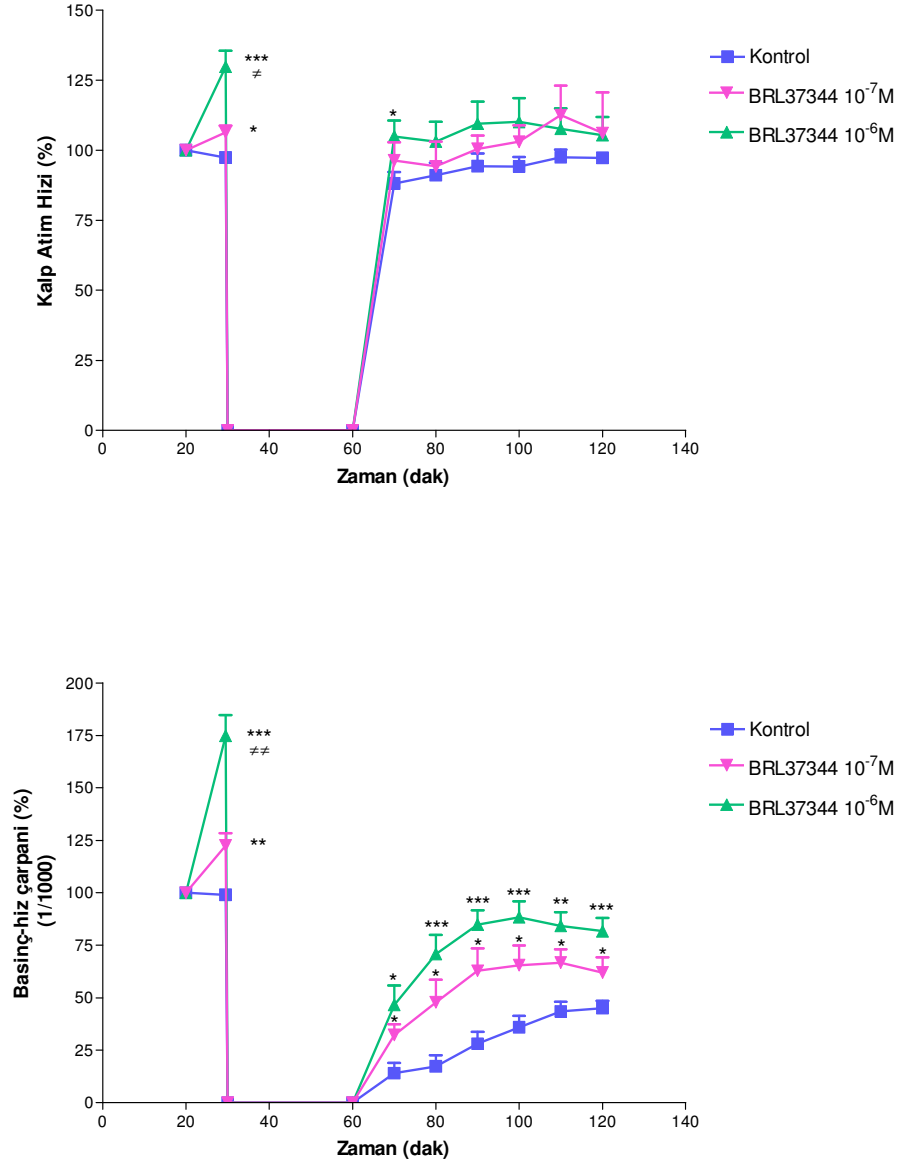 150
125
100
75
50
25
0
Kalp Atim Hizi (%)
***
≠
*
*
Kontrol
BRL37344 10⁻⁷M
BRL37344 10⁻⁶M
0 20 40 60 80 100 120 140
Zaman (dak)
200
175
150
125
100
75
50
25
0
Basinç-hiz çarpani (%)
(1/1000)
***
≠≠
**
* *** *** *** ** ***
* * * * * *
Kontrol
BRL37344 10⁻⁷M
BRL37344 10⁻⁶M
0 20 40 60 80 100 120 140
Zaman (dak)